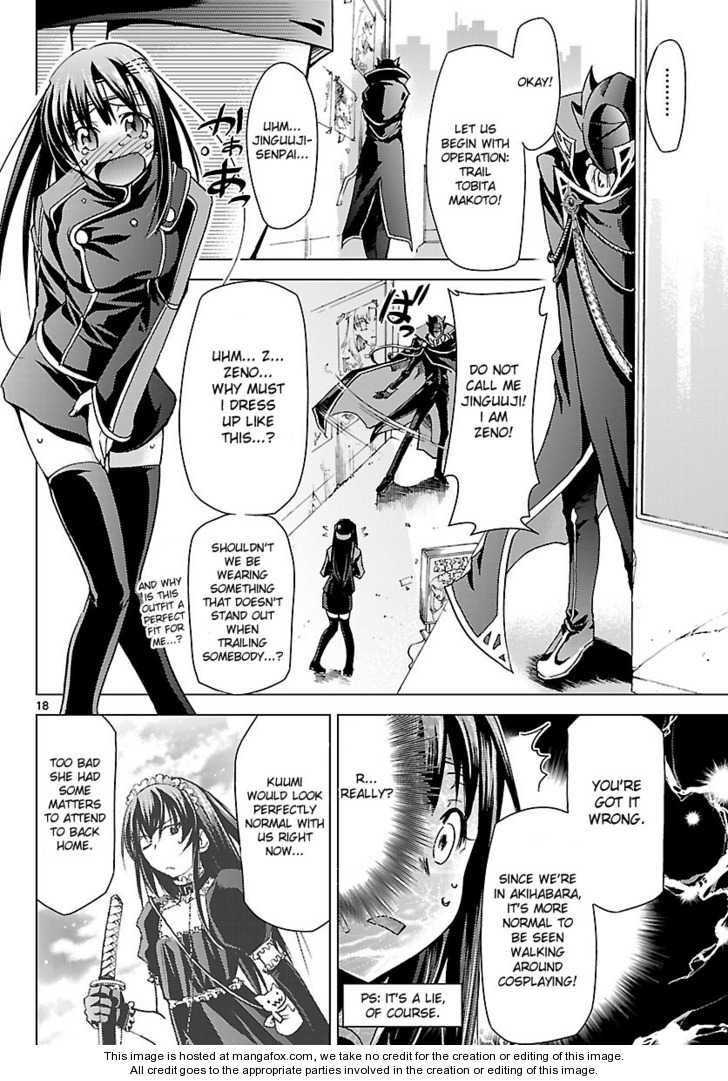 .........
OKAY!
LET US
BEGIN WITH
OPERATION:
TRAIL
TOBITA
MAKOTO!
UHM...
JINGUUJI-
SENPAI...
かぁぁあ
DO NOT
CALL ME
JINGUUJI!
I AM
ZENO!
ばっ
UHM... Z...
ZENO...
WHY MUST
I DRESS
UP LIKE
THIS...?
SHOULDN'T
WE BE
WEARING
SOMETHING
THAT DOESN'T
STAND OUT
WHEN
TRAILING
SOMEBODY...?
AND WHY
IS THIS
OUTFIT A
PERFECT
FIT FOR
ME...?
18
YOU'RE
GOT IT
WRONG.
SINCE WE'RE
IN AKIHABARA,
IT'S MORE
NORMAL TO
BE SEEN
WALKING
AROUND
COSPLAYING!
R...
REALLY?
PS: IT'S A LIE,
OF COURSE.
KUUMI
WOULD LOOK
PERFECTLY
NORMAL WITH
US RIGHT
NOW...
TOO BAD
SHE HAD
SOME
MATTERS
TO ATTEND
TO BACK
HOME.
This image is hosted at mangafox.com, we take no credit for the creation or editing of this image.
All credit goes to the appropriate parties involved in the creation or editing of this image.